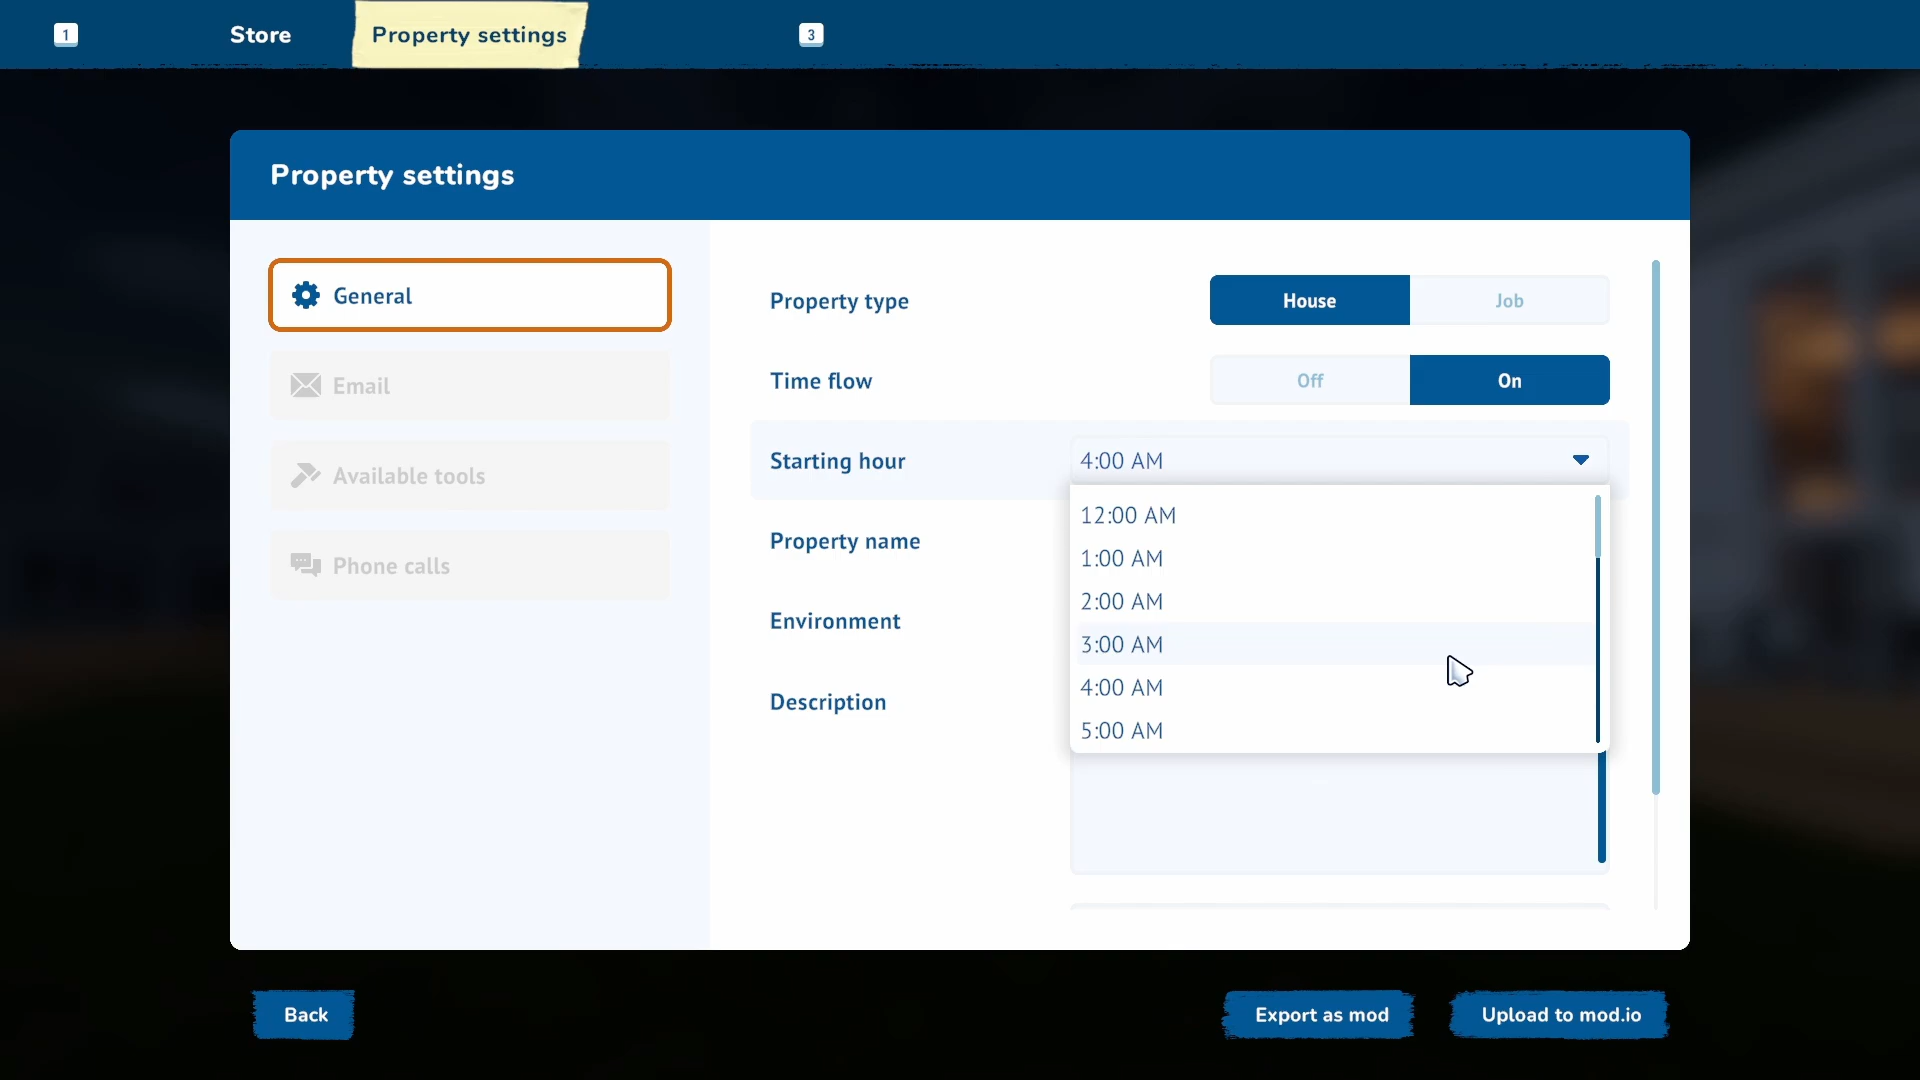 1
Store
Property settings
3
Property settings
General
Email
Available tools
Phone calls
Property type
House
Job
Time flow
Off
On
Starting hour
4:00 AM
12:00 AM
1:00 AM
2:00 AM
3:00 AM
4:00 AM
5:00 AM
Property name
Environment
Description
Back
Export as mod
Upload to mod.io